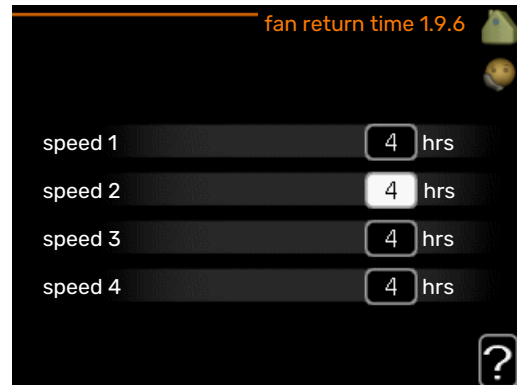 fan return time 1.9.6
speed 1 4 hrs
speed 2 4 hrs
speed 3 4 hrs
speed 4 4 hrs
?